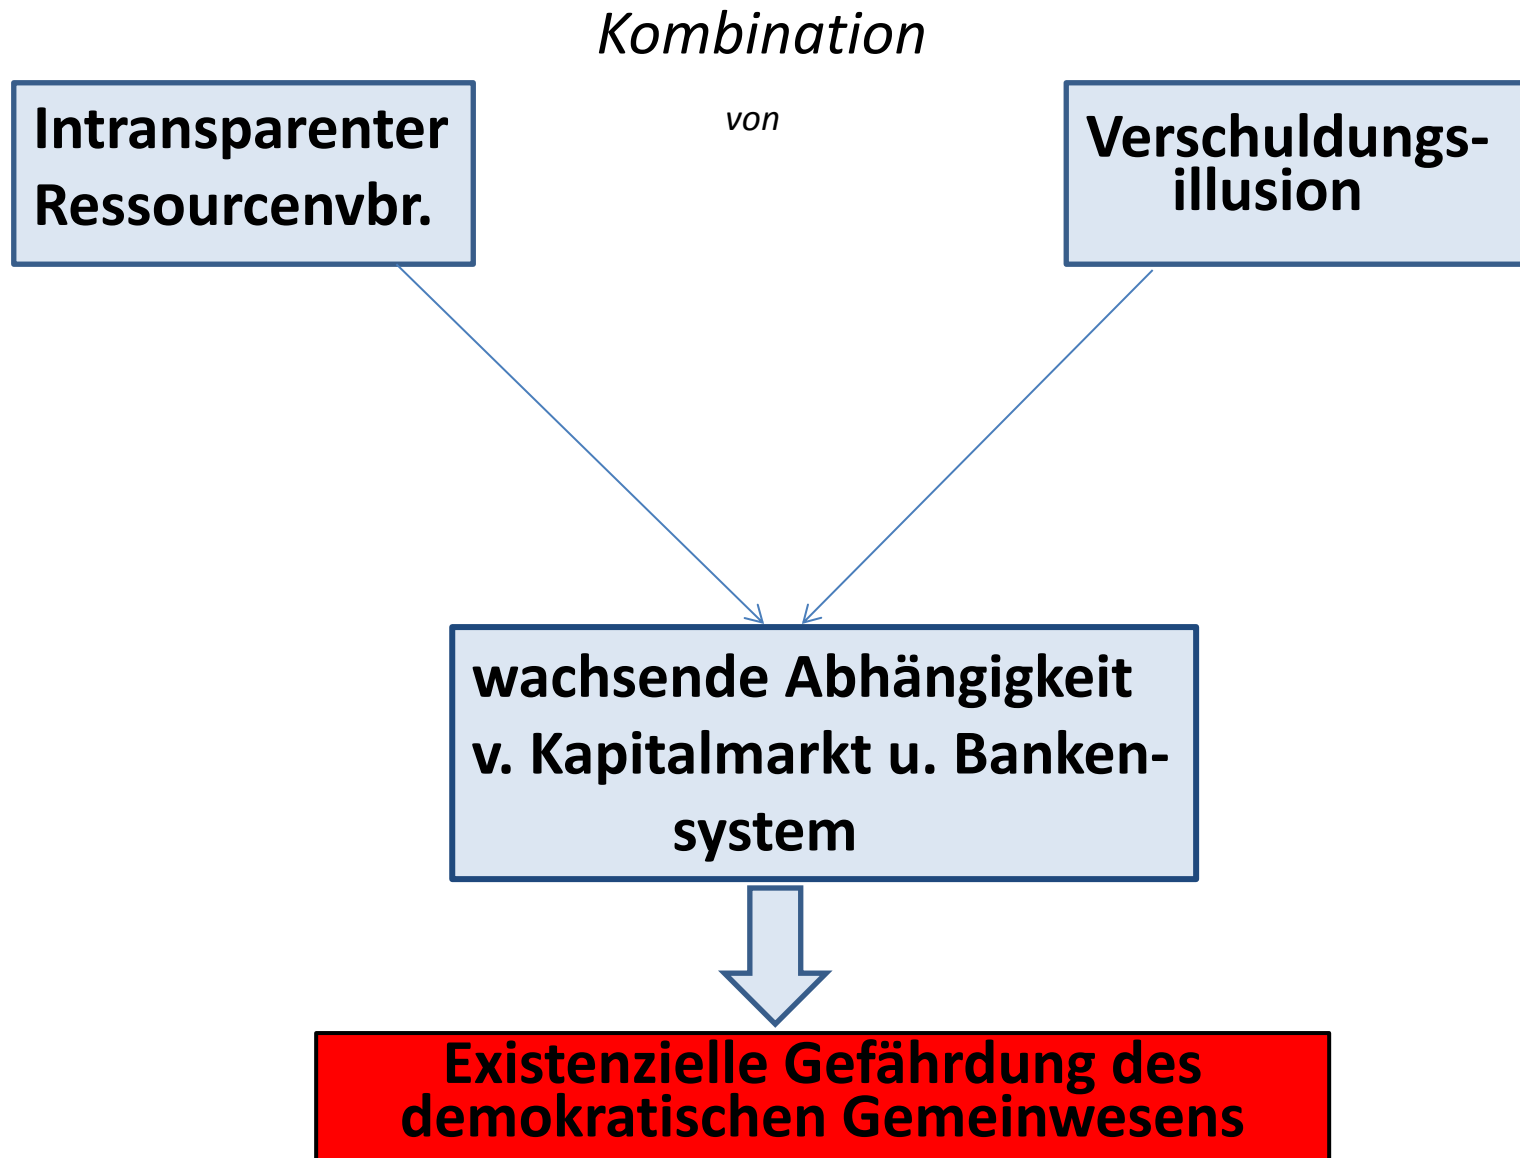 Kombination
von
Intransparenter
Ressourcenvbr.
Verschuldungs-
illusion
wachsende Abhängigkeit
v. Kapitalmarkt u. Banken-
system
Existenzielle Gefährdung des
demokratischen Gemeinwesens